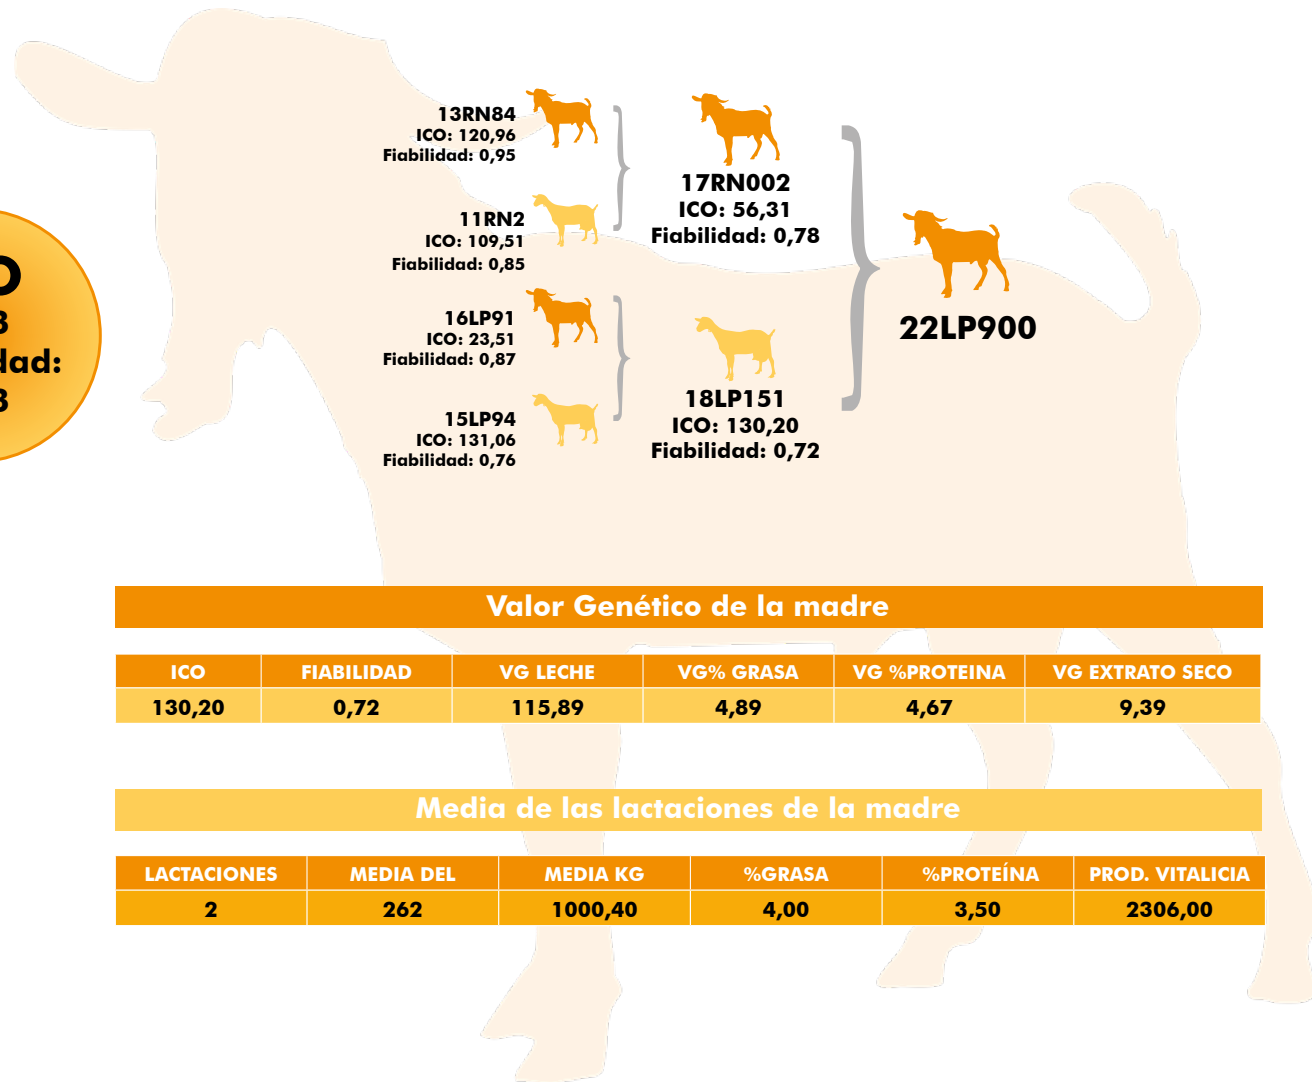 13RN84
ICO: 120,96
Fiabilidad: 0,95
11RN2
ICO: 109,51
Fiabilidad: 0,85
16LP91
ICO: 23,51
Fiabilidad: 0,87
15LP94
ICO: 131,06
Fiabilidad: 0,76
17RN002
ICO: 56,31
Fiabilidad: 0,78
18LP151
ICO: 130,20
Fiabilidad: 0,72
22LP900
Valor Genético de la madre
ICO FIABILIDAD VG LECHE VG% GRASA VG %PROTEINA VG EXTRATO SECO
130,20 0,72 115,89 4,89 4,67 9,39
Media de las lactaciones de la madre
LACTACIONES MEDIA DEL MEDIA KG %GRASA %PROTEÍNA PROD. VITALICIA
2 262 1000,40 4,00 3,50 2306,00